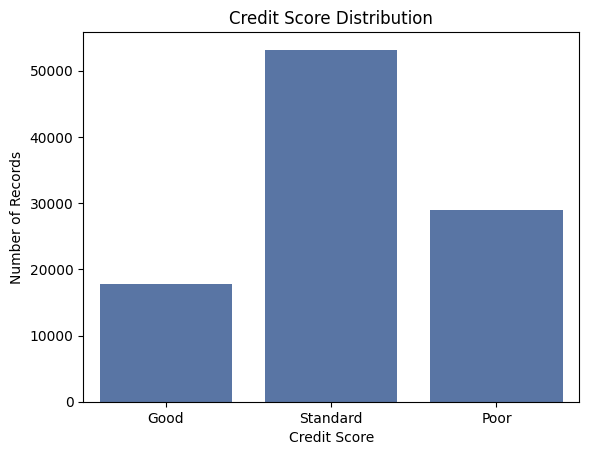 Credit Score Distribution
Number of Records
50000
40000
30000
20000
10000
0
Good Standard Poor
Credit Score